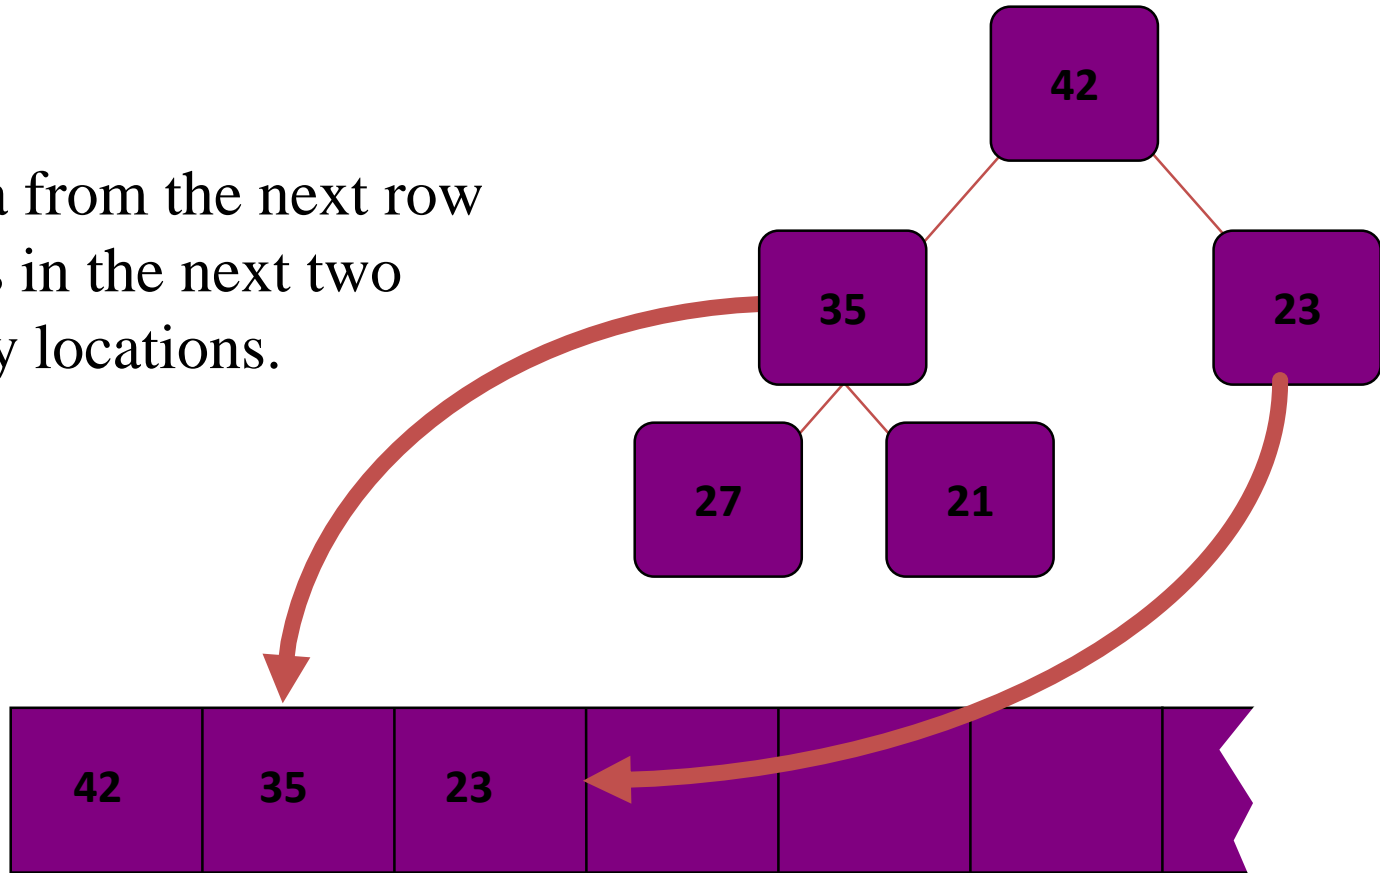 42
from the next row
in the next two
locations.
35
23
27
21
42 35 23